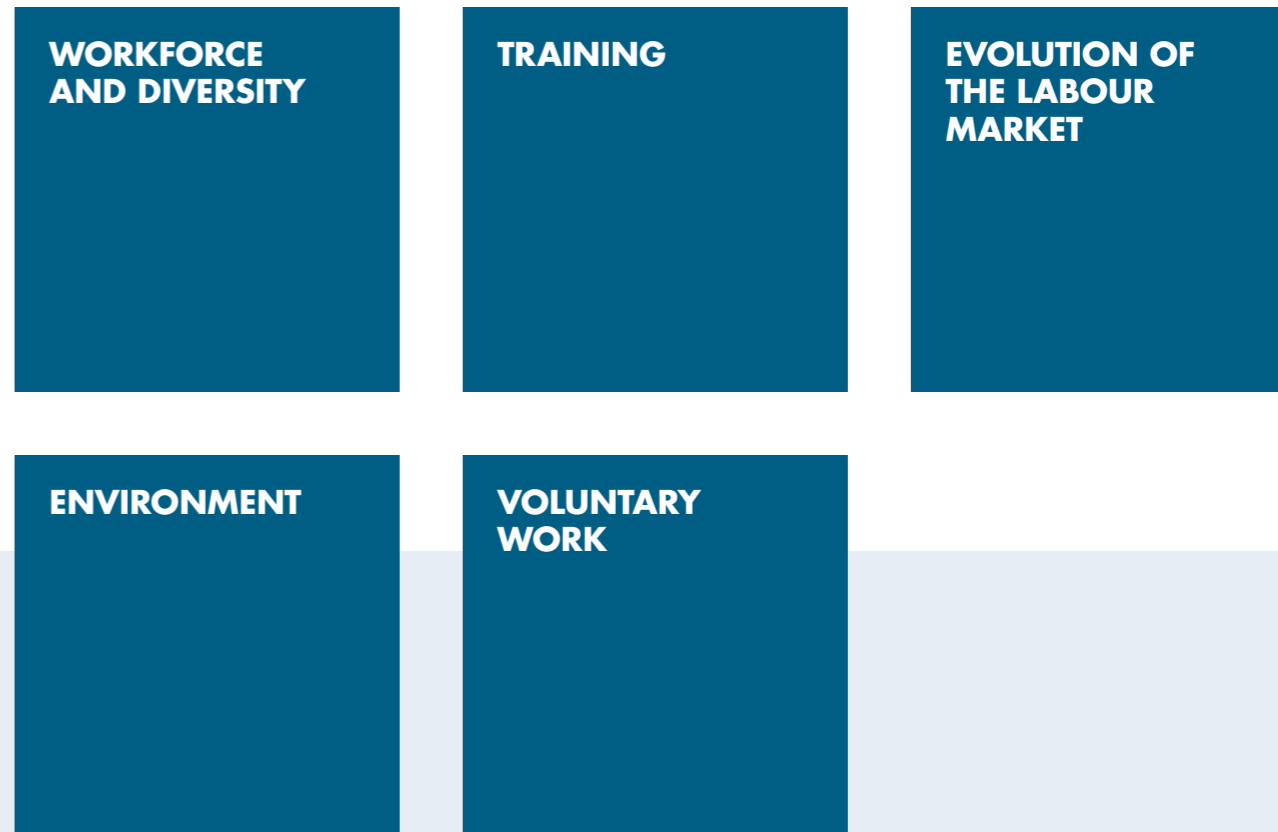 WORKFORCE
AND DIVERSITY
TRAINING
EVOLUTION OF
THE LABOUR
MARKET
ENVIRONMENT
VOLUNTARY
WORK